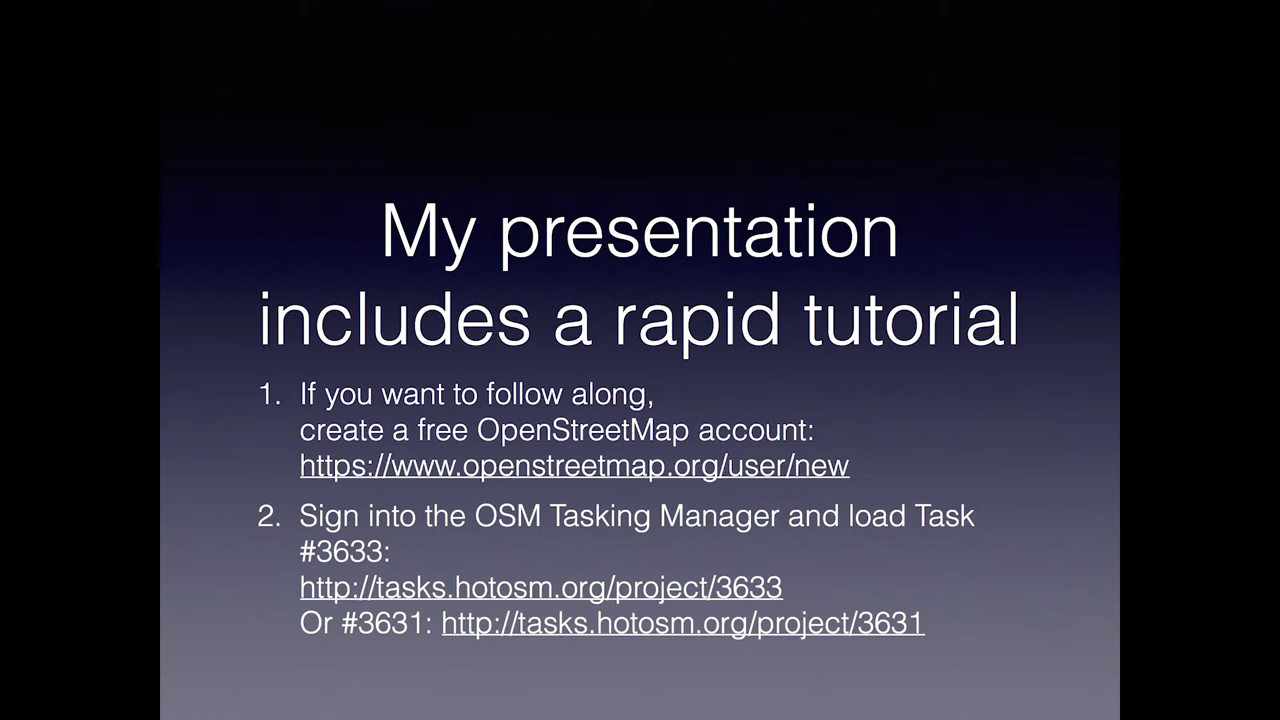 My presentation
includes a rapid tutorial
1. If you want to follow along,
create a free OpenStreetMap account:
https://www.openstreetmap.org/user/new
2. Sign into the OSM Tasking Manager and load Task
#3633:
http://tasks.hotosm.org/project/3633
Or #3631: http://tasks.hotosm.org/project/3631